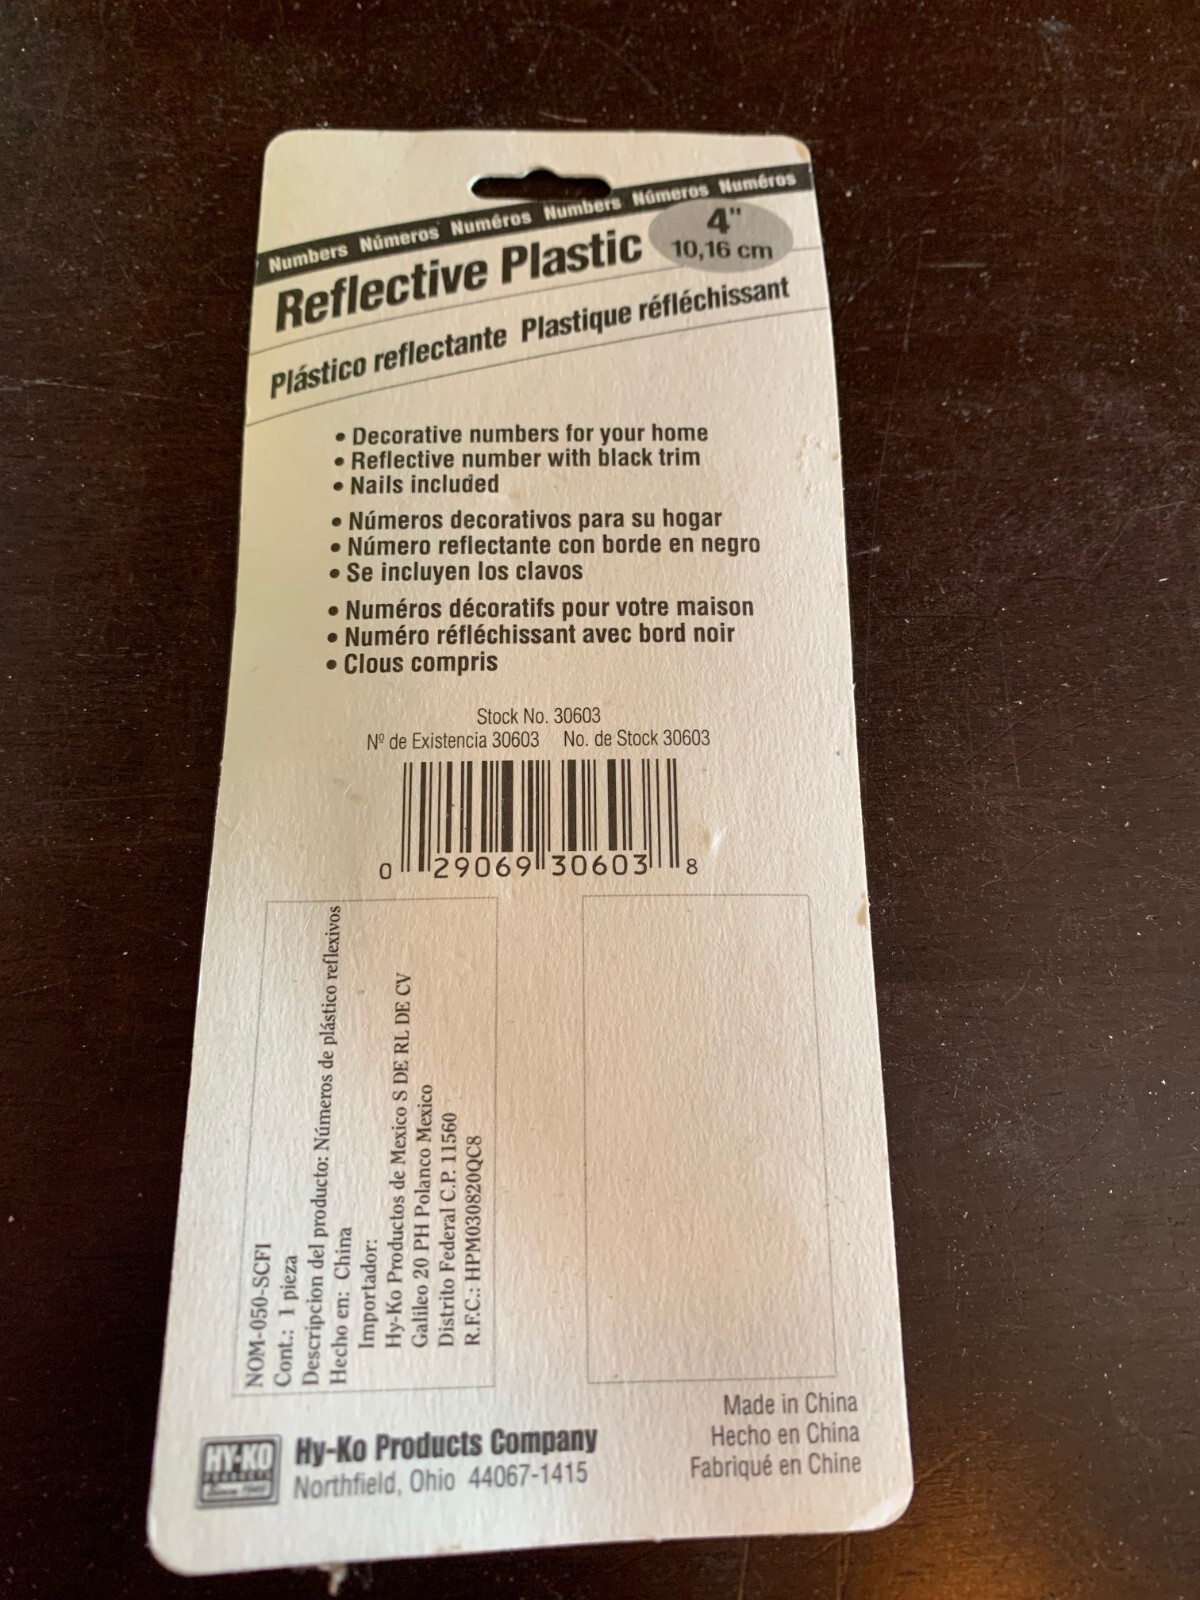 Numbers Números Numéros Numbers Números Numéros
Reflective Plastic
4"
10,16 cm
Plástico reflectante Plastique réfléchissant
• Decorative numbers for your home
• Reflective number with black trim
• Nails included
• Números decorativos para su hogar
• Número reflectante con borde en negro
• Se incluyen los clavos
• Numéros décoratifs pour votre maison
• Numéro réfléchissant avec bord noir
• Clous compris
Stock No. 30603
Nº de Existencia 30603 No. de Stock 30603
0 29069 30603 8
NOM-050-SCFI
Cont.: 1 pieza
Descripcion del producto: Números de plástico reflexivos
Hecho en: China
Importador:
Hy-Ko Productos de Mexico S DE RL DE CV
Galileo 20 PH Polanco Mexico
Distrito Federal C.P. 11560
R.F.C.: HPM030820QC8
Made in China
Hecho en China
Fabriqué en Chine
HY-KO
PRODUCTS
Hy-Ko Products Company
Northfield, Ohio 44067-1415